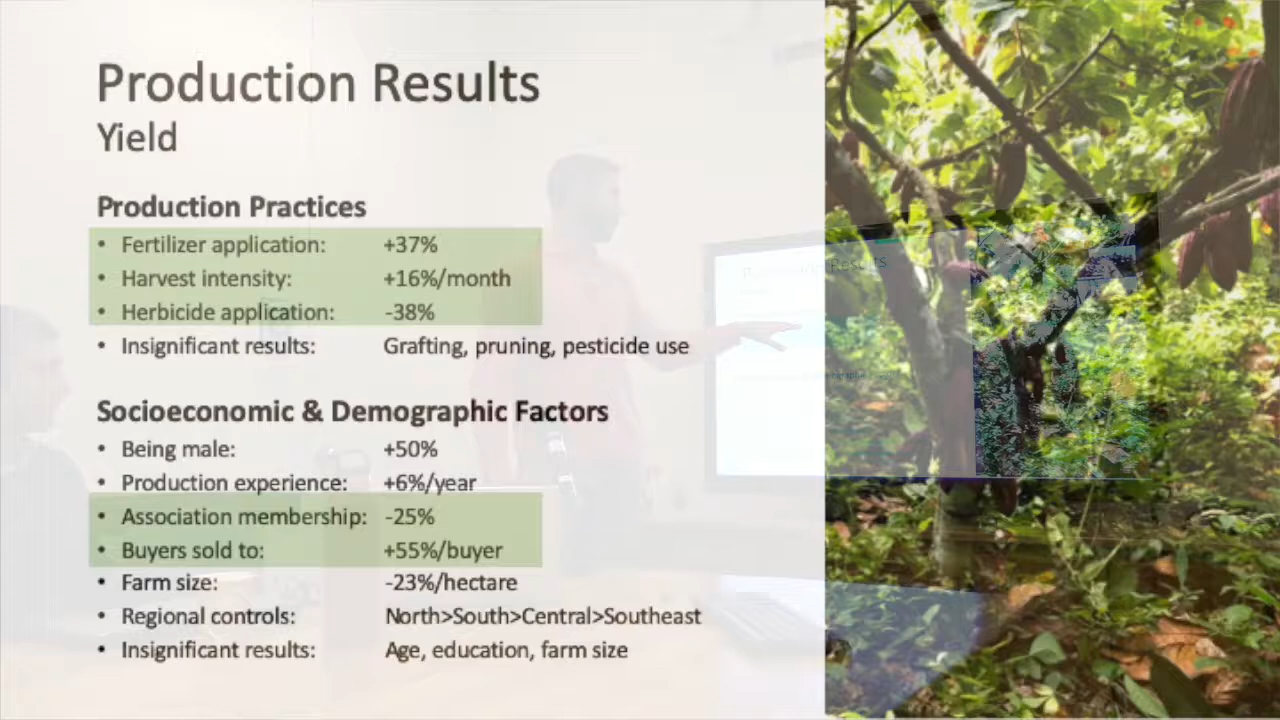 Production Results
Yield
Production Practices
• Fertilizer application: +37%
• Harvest intensity: +16%/month
• Herbicide application: -38%
• Insignificant results: Grafting, pruning, pesticide use
Socioeconomic & Demographic Factors
• Being male: +50%
• Production experience: +6%/year
• Association membership: -25%
• Buyers sold to: +55%/buyer
• Farm size: -23%/hectare
• Regional controls: North>South>Central>Southeast
• Insignificant results: Age, education, farm size
Production Results